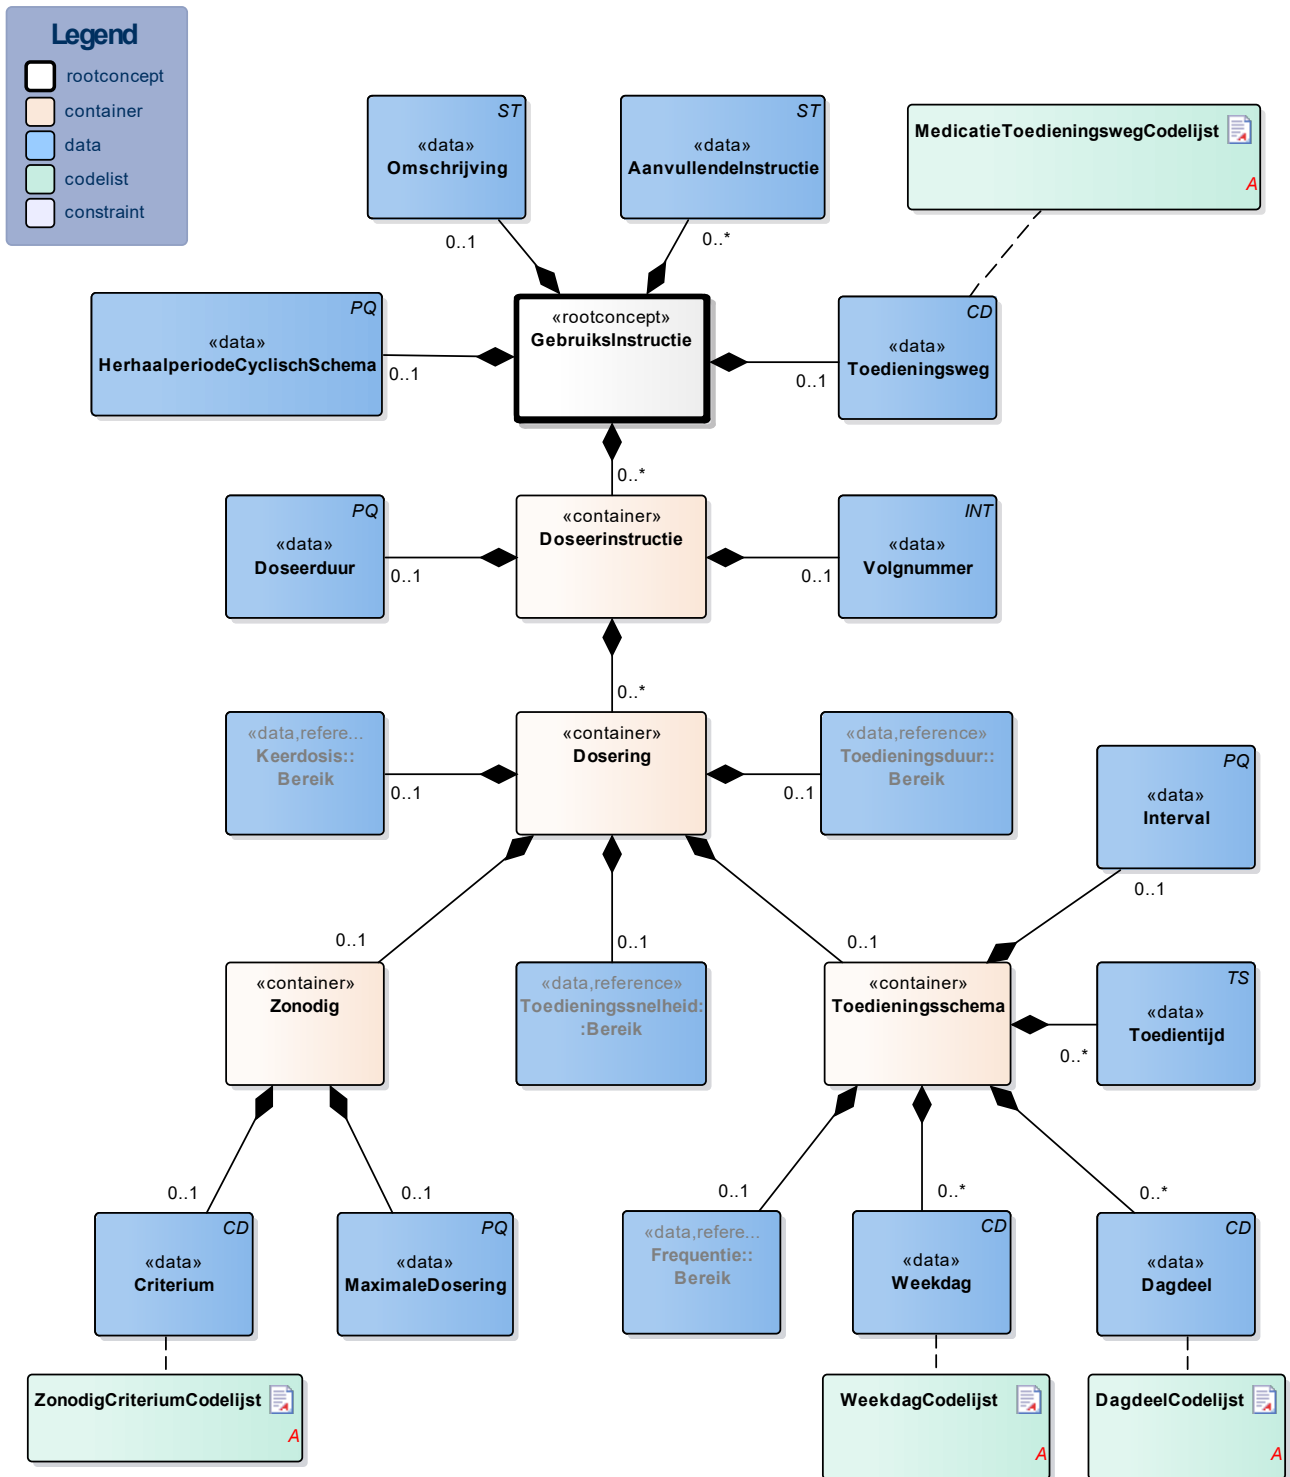 Legend
rootconcept
container
data
codelist
constraint
ST
«data»
Omschrijving
0..1
ST
«data»
AanvullendeInstructie
0..*
MedicatieToedieningswegCodelijst
A
PQ
«data»
HerhaalperiodeCyclischSchema
0..1
«rootconcept»
GebruiksInstructie
CD
«data»
Toedieningsweg
0..1
0..*
PQ
«data»
Doseerduur
0..1
«container»
Doseerinstructie
INT
«data»
Volgnummer
0..1
0..*
«data,refere...
Keerdosis::
Bereik
0..1
«container»
Dosering
«data,reference»
Toedieningsduur::
Bereik
0..1
PQ
«data»
Interval
0..1
0..1
0..1
0..1
«container»
Zonodig
«data,reference»
Toedieningssnelheid:
:Bereik
«container»
Toedieningsschema
TS
«data»
Toedientijd
0..*
0..1
0..1
0..1
0..*
0..*
CD
«data»
Criterium
PQ
«data»
MaximaleDosering
«data,refere...
Frequentie::
Bereik
CD
«data»
Weekdag
CD
«data»
Dagdeel
ZonodigCriteriumCodelijst
A
WeekdagCodelijst
A
DagdeelCodelijst
A